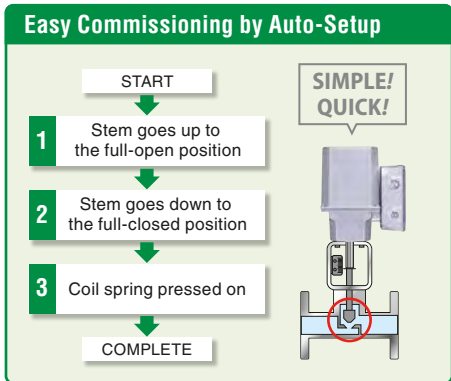 Easy Commissioning by Auto-Setup
START
SIMPLE!
QUICK!
1
Stem goes up to
the full-open position
2
Stem goes down to
the full-closed position
3
Coil spring pressed on
COMPLETE